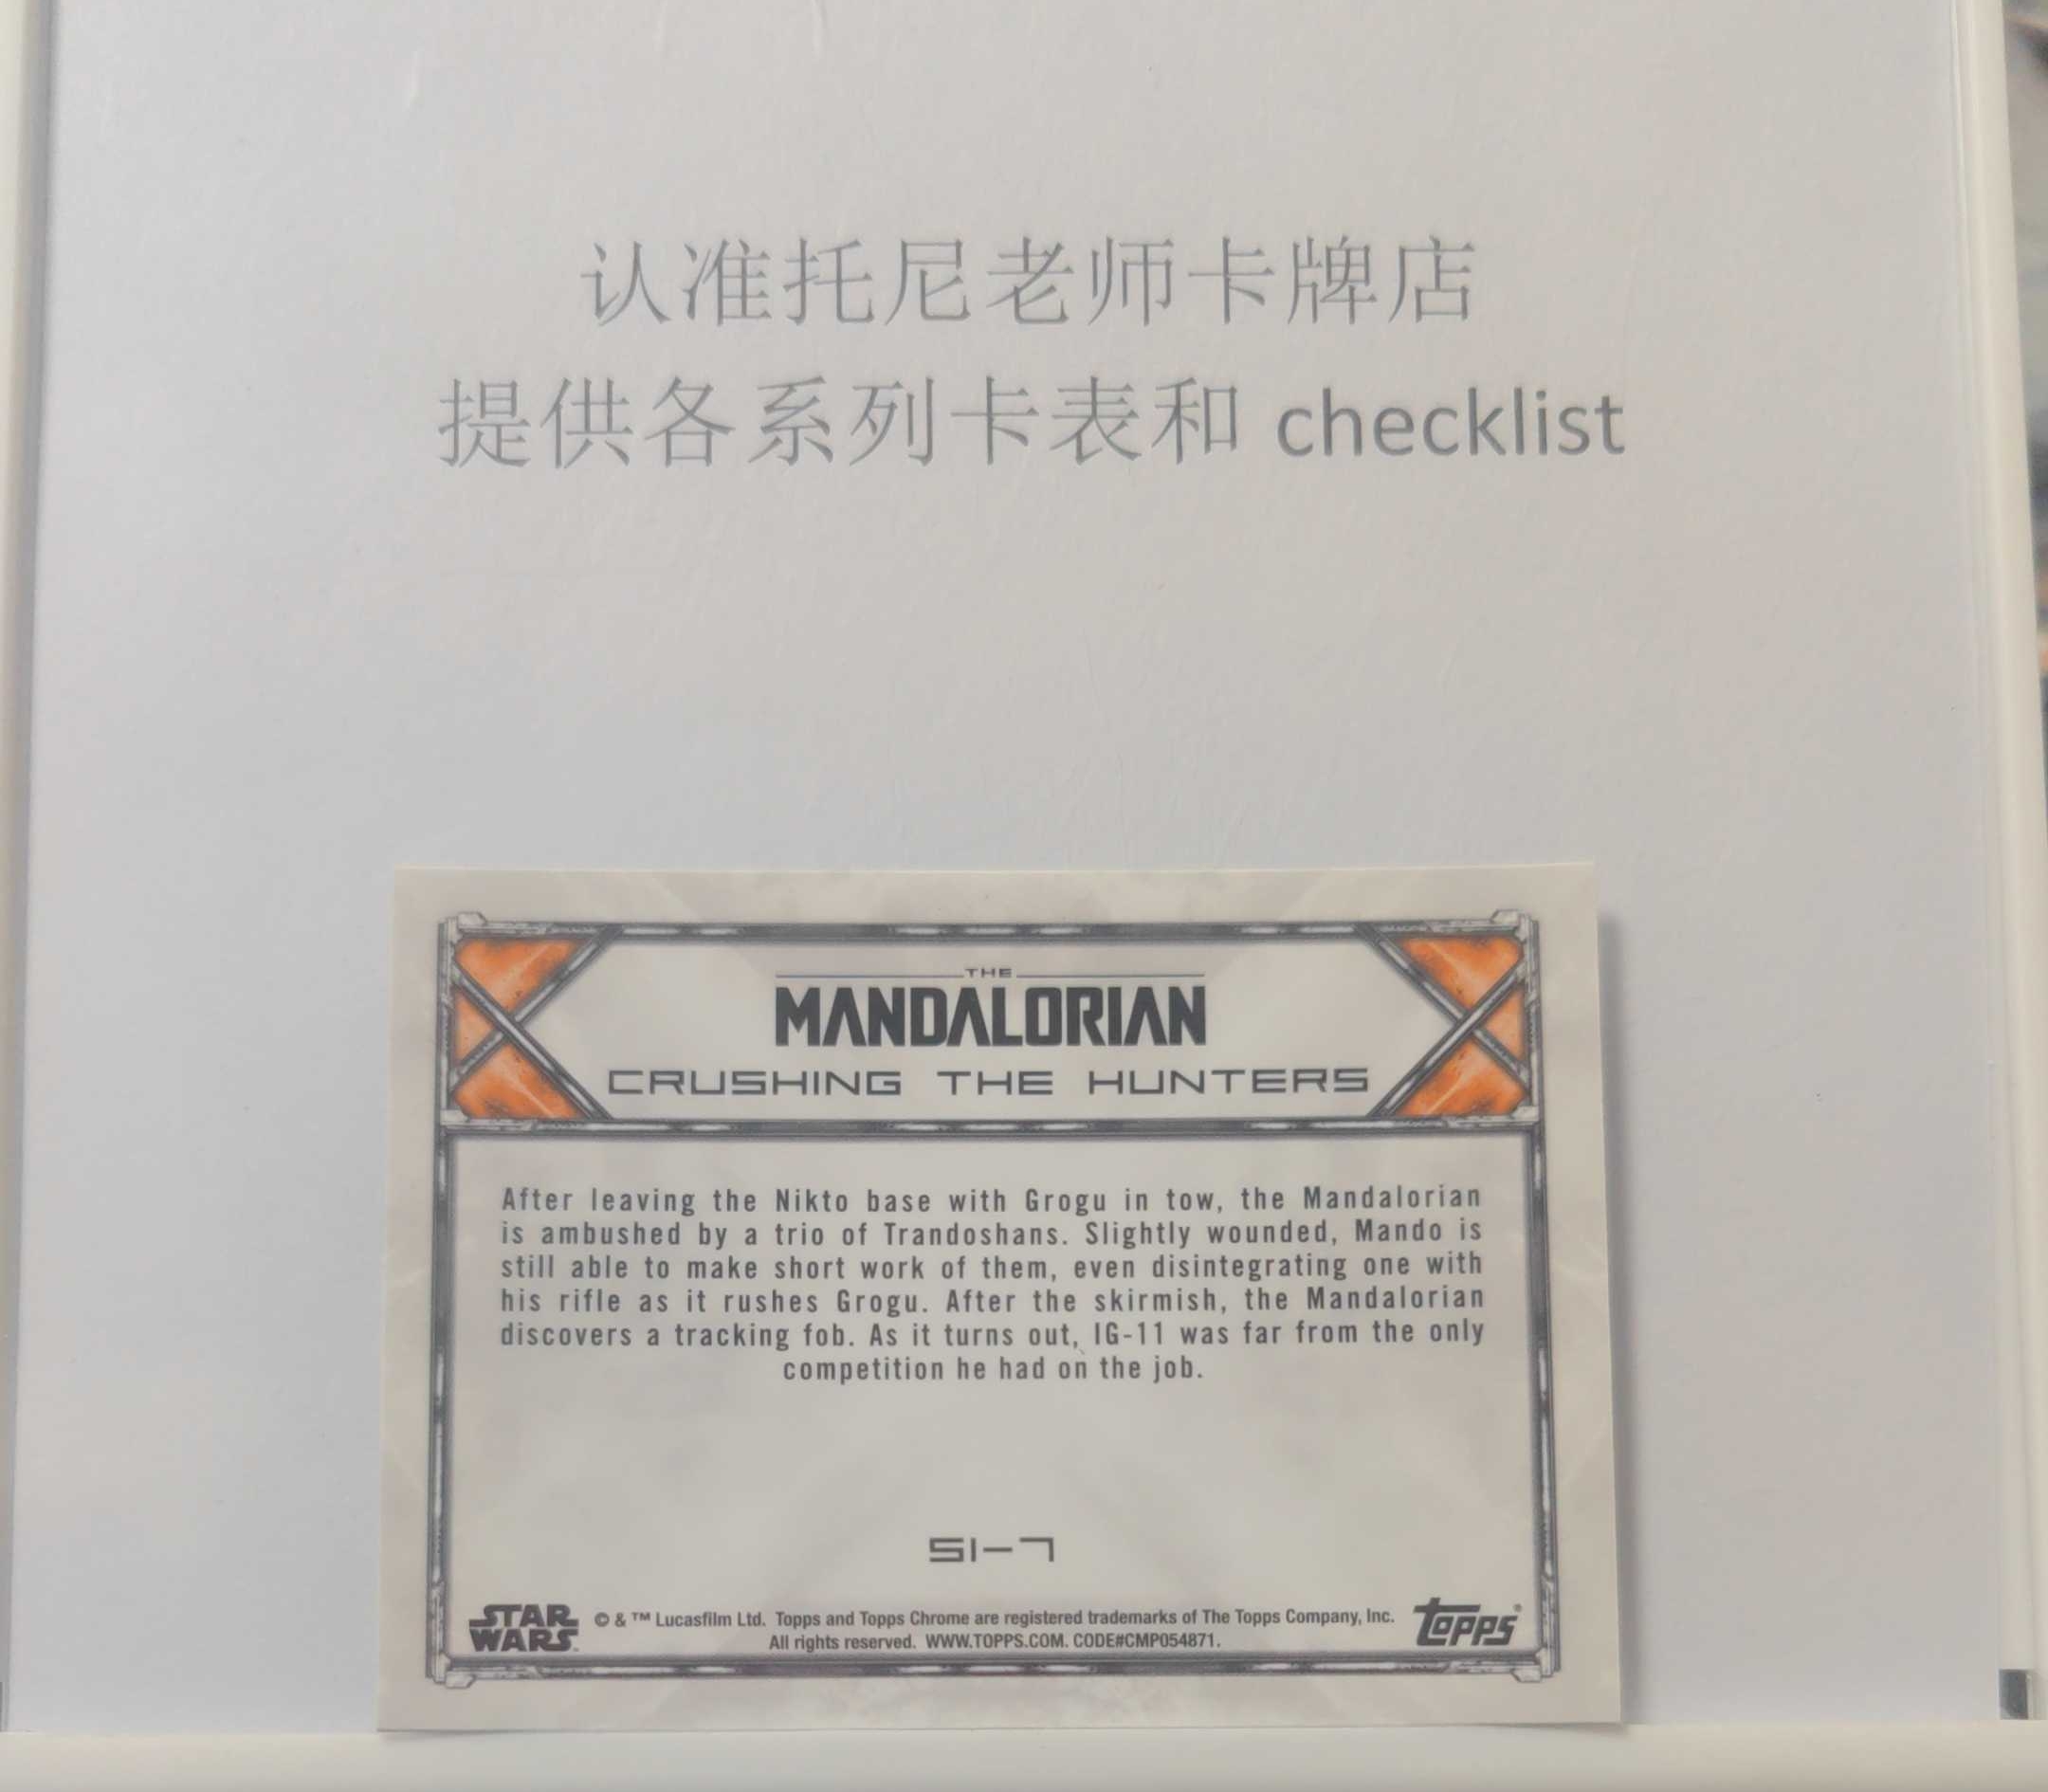 认准托尼老师卡牌店
提供各系列卡表和 checklist
THE
MANDALORIAN
CRUSHING THE HUNTERS
After leaving the Nikto base with Grogu in tow, the Mandalorian
is ambushed by a trio of Trandoshans. Slightly wounded, Mando is
still able to make short work of them, even disintegrating one with
his rifle as it rushes Grogu. After the skirmish, the Mandalorian
discovers a tracking fob. As it turns out, IG-11 was far from the only
competition he had on the job.
S1-7
STAR
WARS
© & ™ Lucasfilm Ltd. Topps and Topps Chrome are registered trademarks of The Topps Company, Inc.
All rights reserved. WWW.TOPPS.COM. CODE#CMP054871.
Topps®